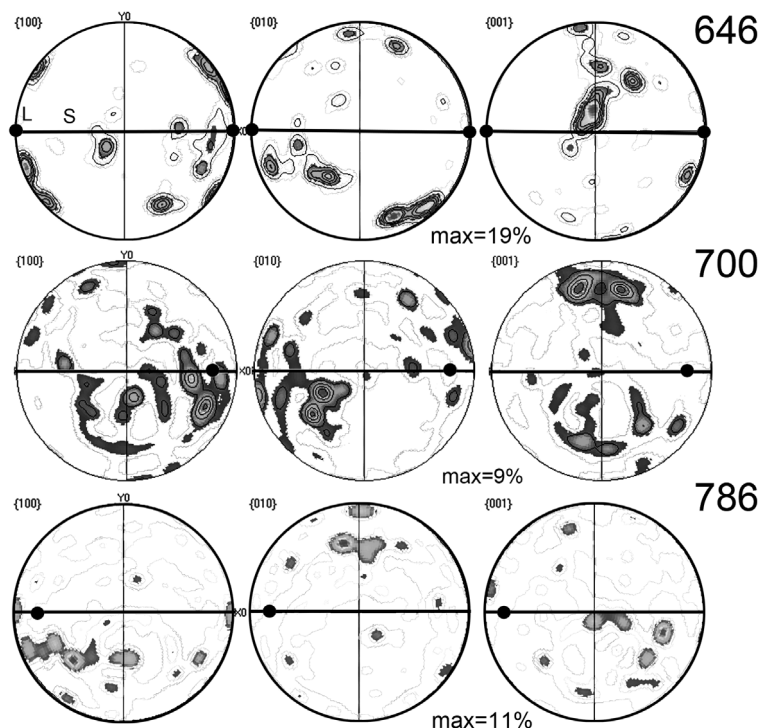 646
{100} Y0 {010} {001}
L S X0
max=19%
700
{100} Y0 {010} {001}
X0
max=9%
786
{100} Y0 {010} {001}
X0
max=11%